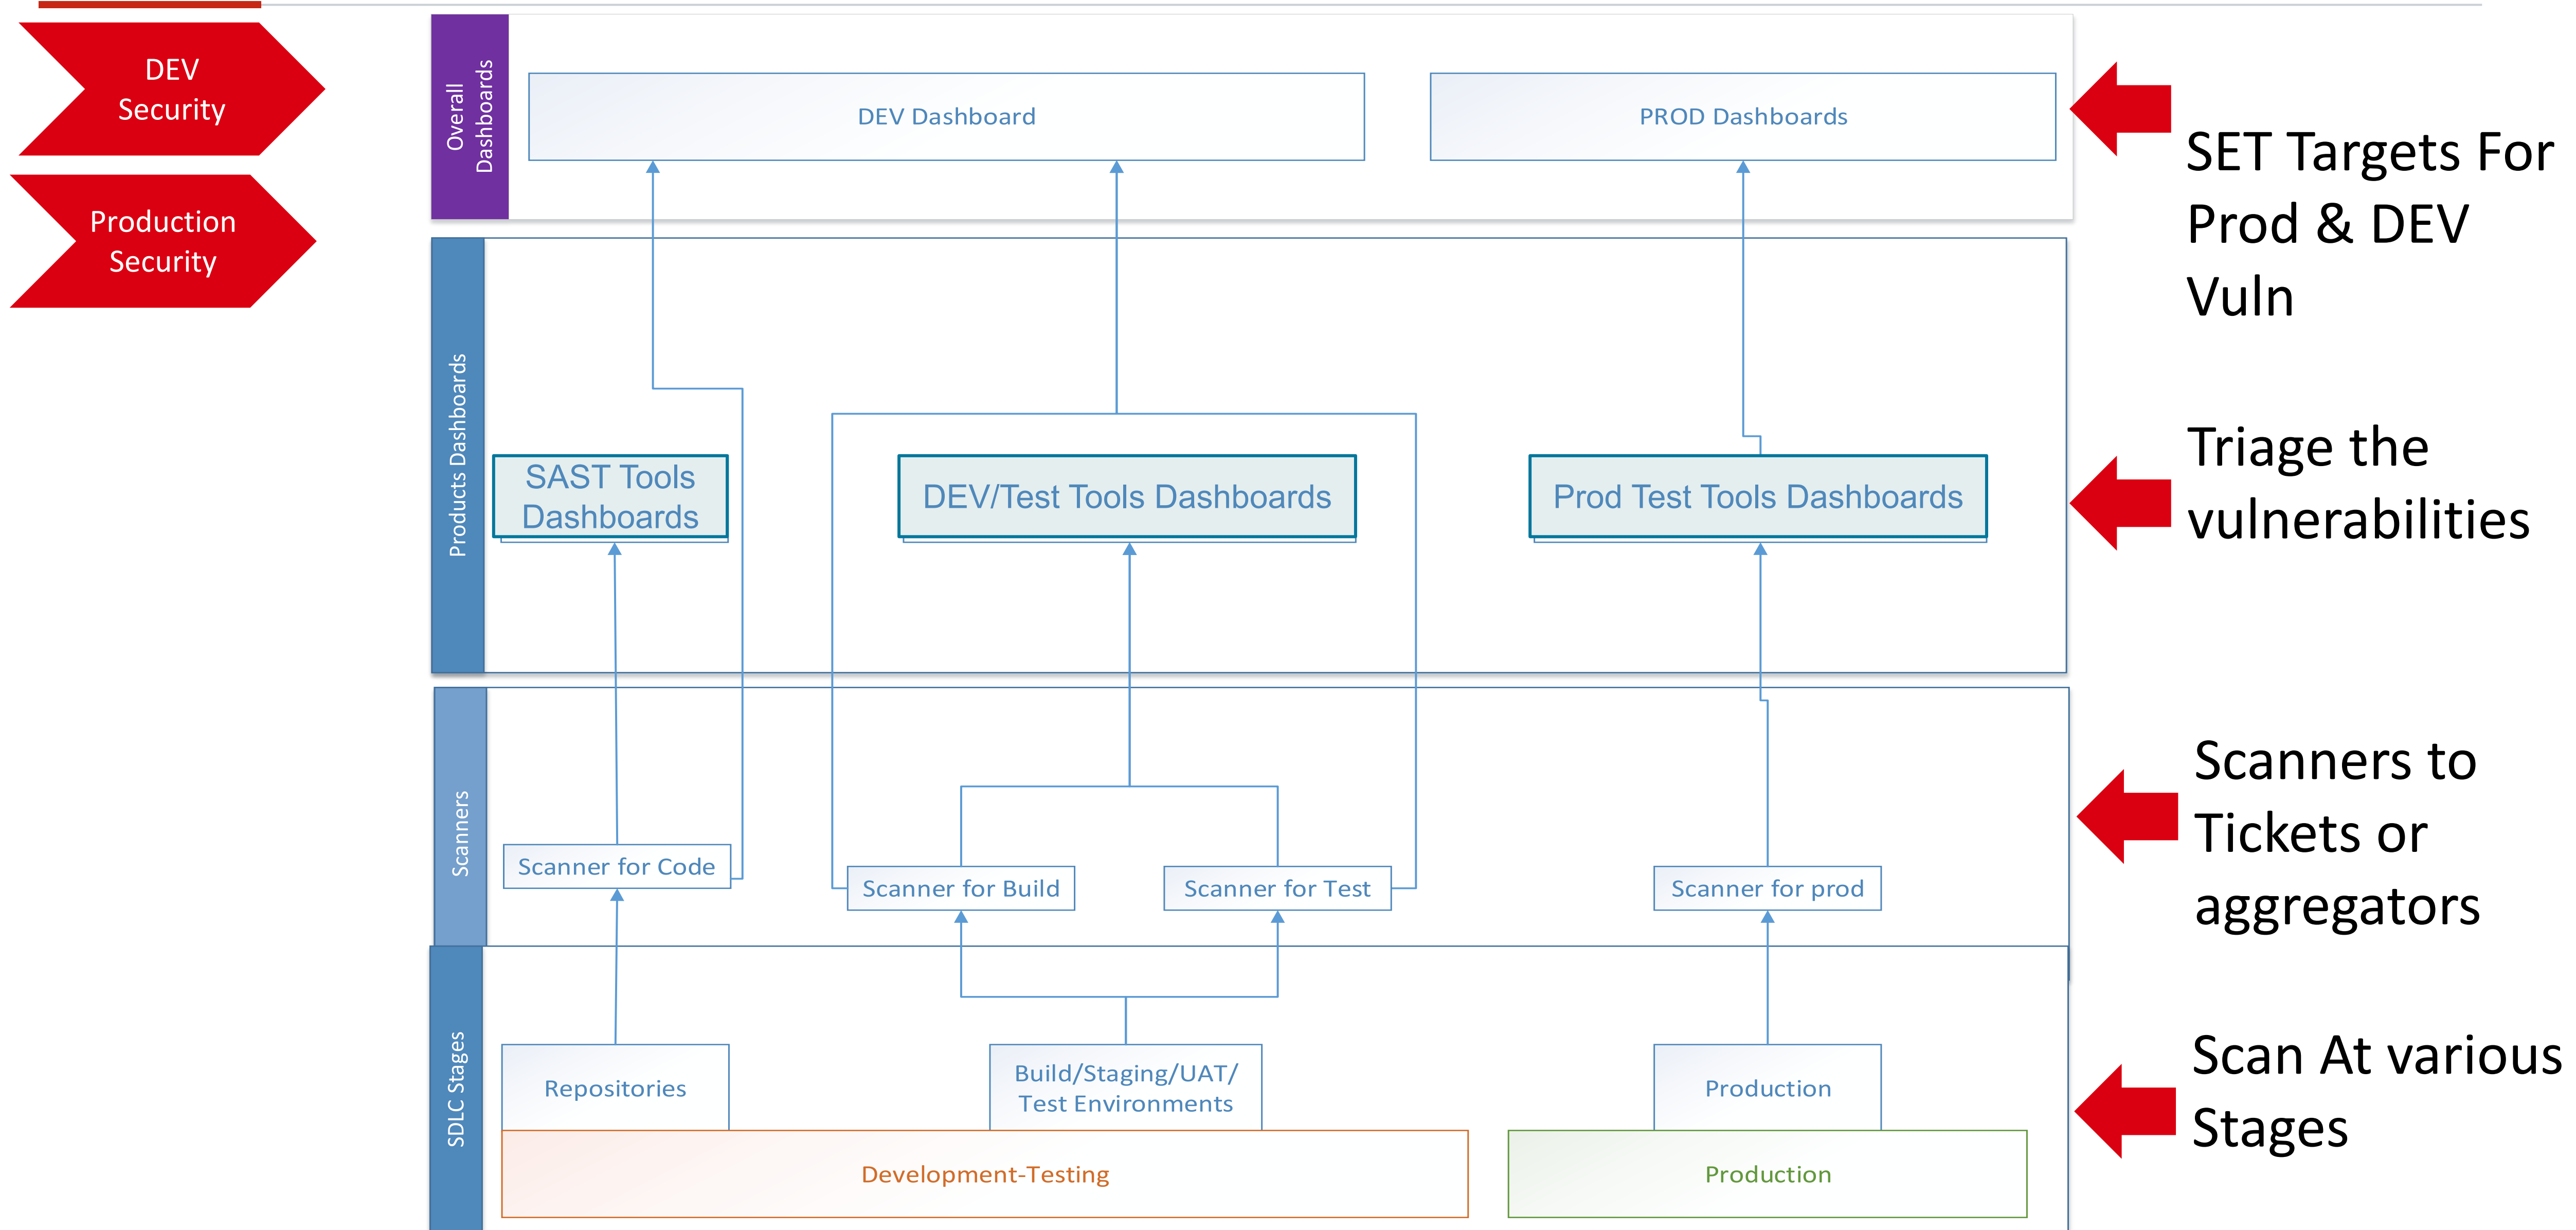 DEV
Security
Production
Security
Overall
Dashboards
DEV Dashboard
PROD Dashboards
SET Targets For
Prod & DEV
Vuln
Products Dashboards
SAST Tools
Dashboards
DEV/Test Tools Dashboards
Prod Test Tools Dashboards
Triage the
vulnerabilities
Scanners
Scanner for Code
Scanner for Build
Scanner for Test
Scanner for prod
Scanners to
Tickets or
aggregators
SDLC Stages
Repositories
Build/Staging/UAT/
Test Environments
Production
Development-Testing
Production
Scan At various
Stages